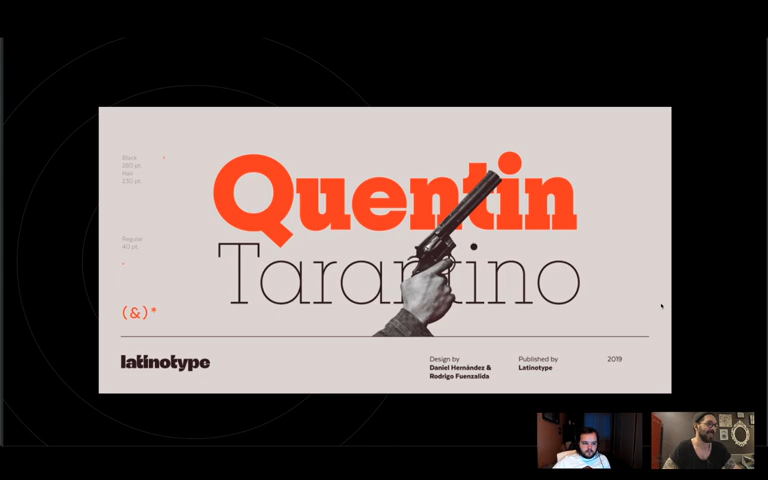 Black
280 pt.
Hair
230 pt.
Quentin
Tarantino
Regular
40 pt.
(&)*
latinotype
Design by
Daniel Hernández &
Rodrigo Fuenzalida
Published by
Latinotype
2019